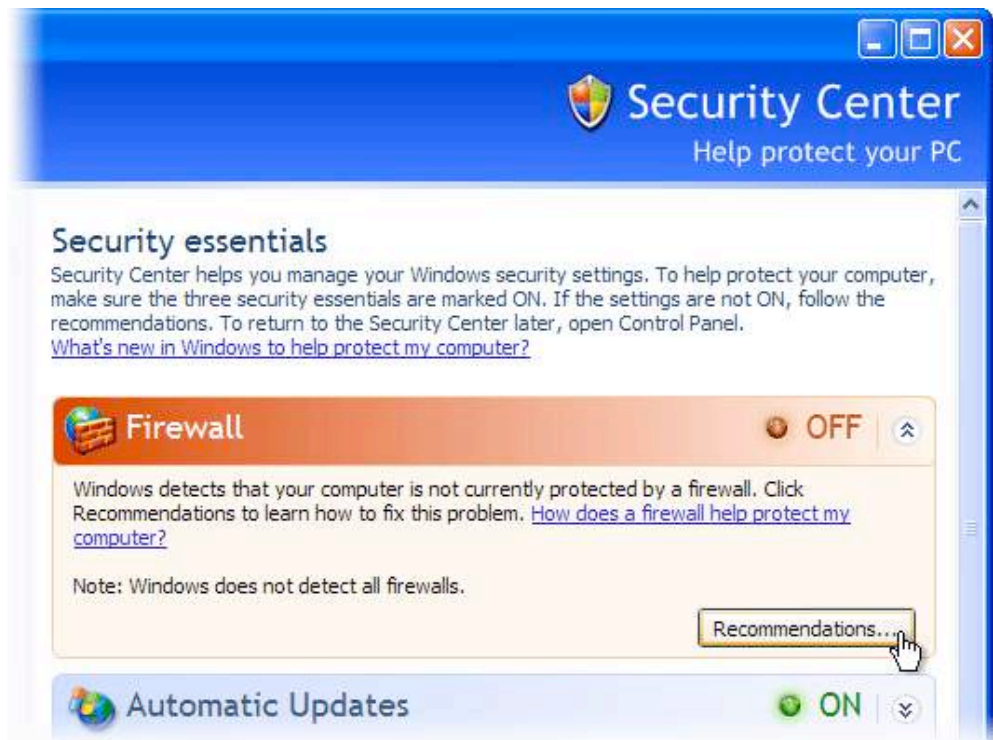 Security Center
Help protect your PC
Security essentials
Security Center helps you manage your Windows security settings. To help protect your computer,
make sure the three security essentials are marked ON. If the settings are not ON, follow the
recommendations. To return to the Security Center later, open Control Panel.
What's new in Windows to help protect my computer?
Firewall OFF
Windows detects that your computer is not currently protected by a firewall. Click
Recommendations to learn how to fix this problem. How does a firewall help protect my
computer?
Note: Windows does not detect all firewalls.
Recommendations...
Automatic Updates ON